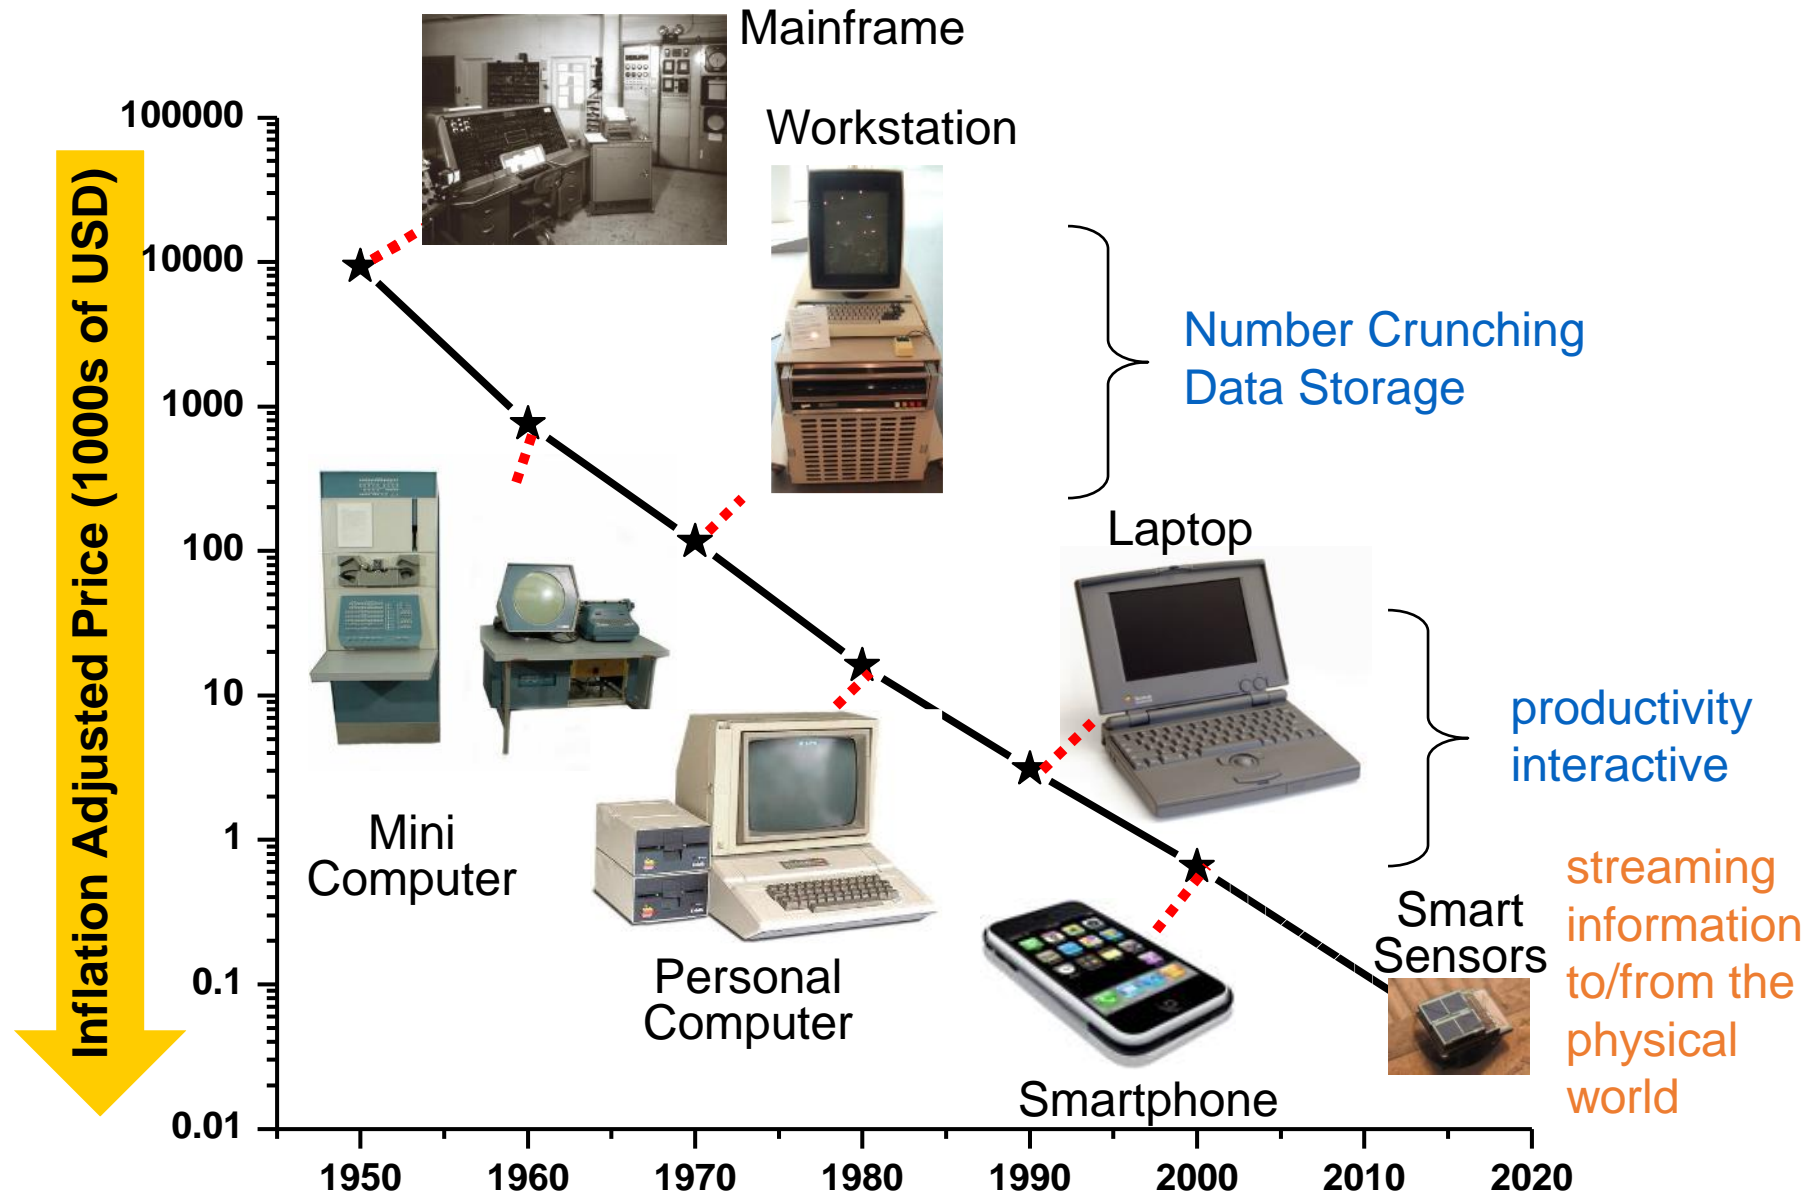 Mainframe
Workstation
100000
10000
1000
100
10
1
0.1
0.01
Inflation Adjusted Price (1000s of USD)
Number Crunching
Data Storage
Laptop
productivity
interactive
Mini
Computer
Personal
Computer
Smartphone
Smart
Sensors
streaming
information
to/from the
physical
world
1950
1960
1970
1980
1990
2000
2010
2020